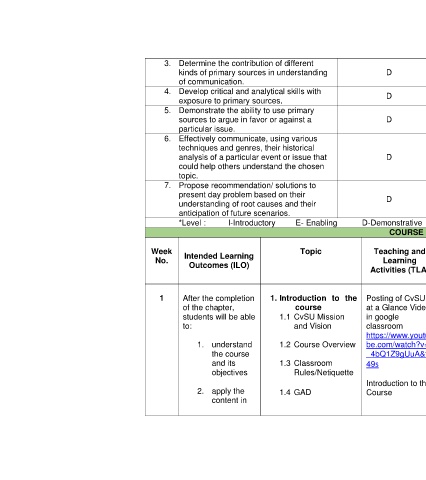 3. Determine the contribution of different
kinds of primary sources in understanding
of communication.
D
4. Develop critical and analytical skills with
exposure to primary sources.
D
5. Demonstrate the ability to use primary
sources to argue in favor or against a
particular issue.
D
6. Effectively communicate, using various
techniques and genres, their historical
analysis of a particular event or issue that
could help others understand the chosen
topic.
D
7. Propose recommendation/ solutions to
present day problem based on their
understanding of root causes and their
anticipation of future scenarios.
D
*Level : I-Introductory E- Enabling D-Demonstrative
COURSE
Week
No.
Intended Learning
Outcomes (ILO)
Topic
Teaching and
Learning
Activities (TLA
1
After the completion
of the chapter,
students will be able
to:
1. understand
the course
and its
objectives
2. apply the
content in
1. Introduction to the
course
1.1 CvSU Mission
and Vision
1.2 Course Overview
1.3 Classroom
Rules/Netiquette
1.4 GAD
Posting of CvSU
at a Glance Vide
in google
classroom
https://www.yout
be.com/watch?v=
_4bQ1Z9gUuA&
49s
Introduction to th
Course